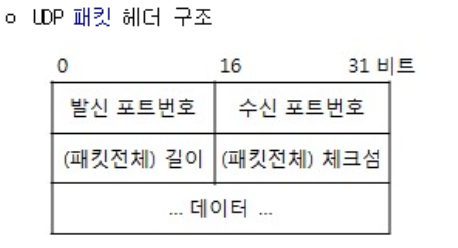 o UDP 패킷 헤더 구조
0 16 31 비트
발신 포트번호 수신 포트번호
(패킷전체) 길이 (패킷전체) 체크섬
... 데이터 ...